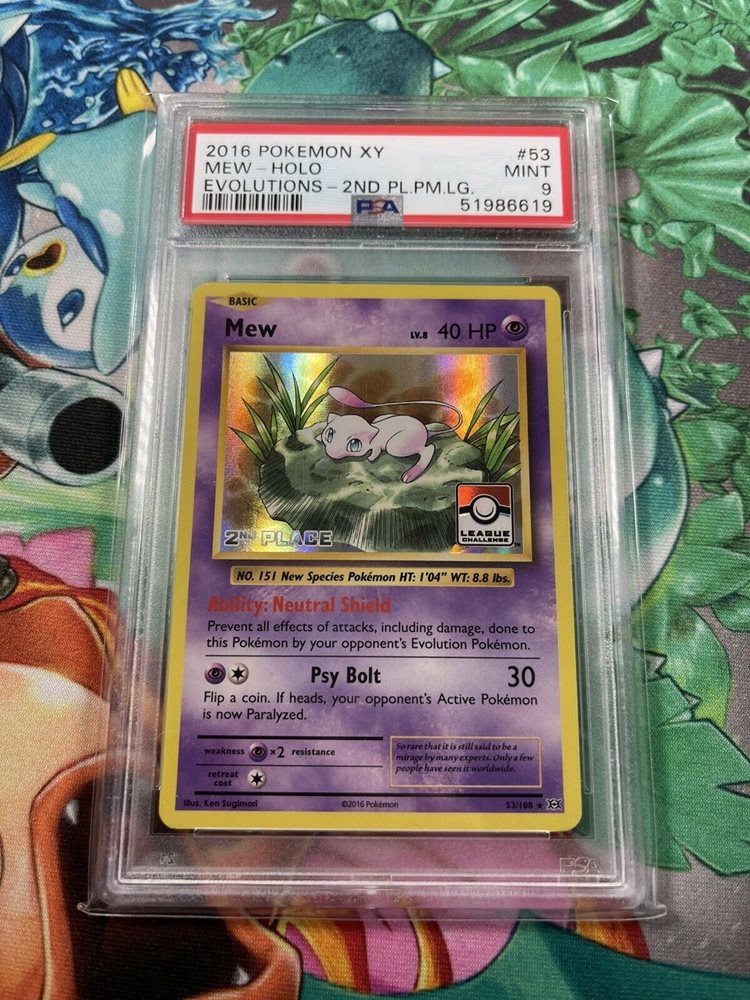 2016 POKEMON XY #53
MEW - HOLO MINT
EVOLUTIONS - 2ND PL.PM.LG. 9
PSA 51986619
BASIC
Mew LV.8 40 HP
2ND PLACE
LEAGUE
CHALLENGE
NO. 151 New Species Pokémon HT: 1'04" WT: 8.8 lbs.
Ability: Neutral Shield
Prevent all effects of attacks, including damage, done to
this Pokémon by your opponent's Evolution Pokémon.
Psy Bolt 30
Flip a coin. If heads, your opponent's Active Pokémon
is now Paralyzed.
weakness ×2 resistance
retreat
cost
So rare that it is still said to be a
mirage by many experts. Only a few
people have seen it worldwide.
Illus. Ken Sugimori ©2016 Pokémon 53/108 ★
PSA